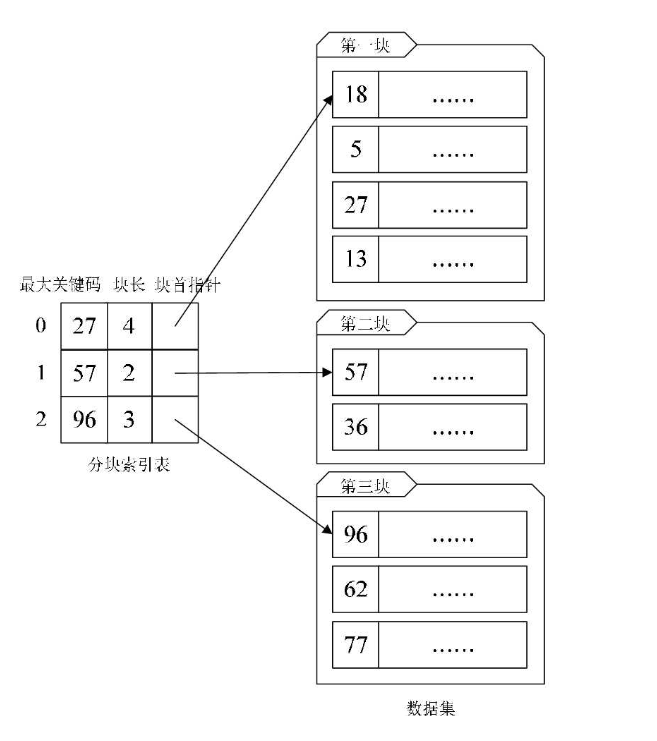 第一块
18 ……
5 ……
27 ……
13 ……
最大关键码 块长 块首指针
0 27 4
1 57 2
2 96 3
分块索引表
第二块
57 ……
36 ……
第三块
96 ……
62 ……
77 ……
数据集